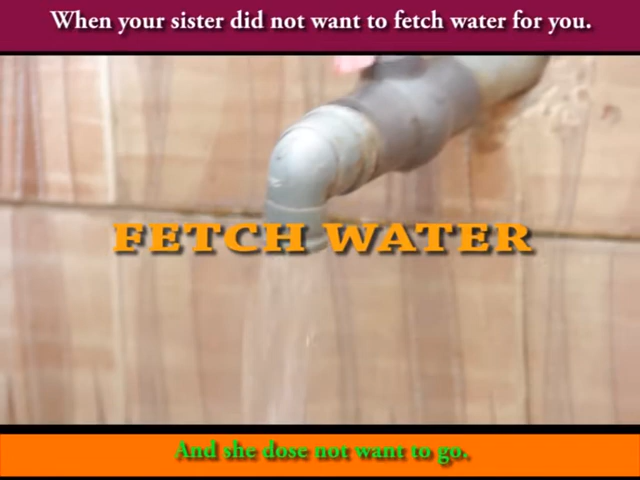 When your sister did not want to fetch water for you.
FETCH WATER
And she dose not want to go.